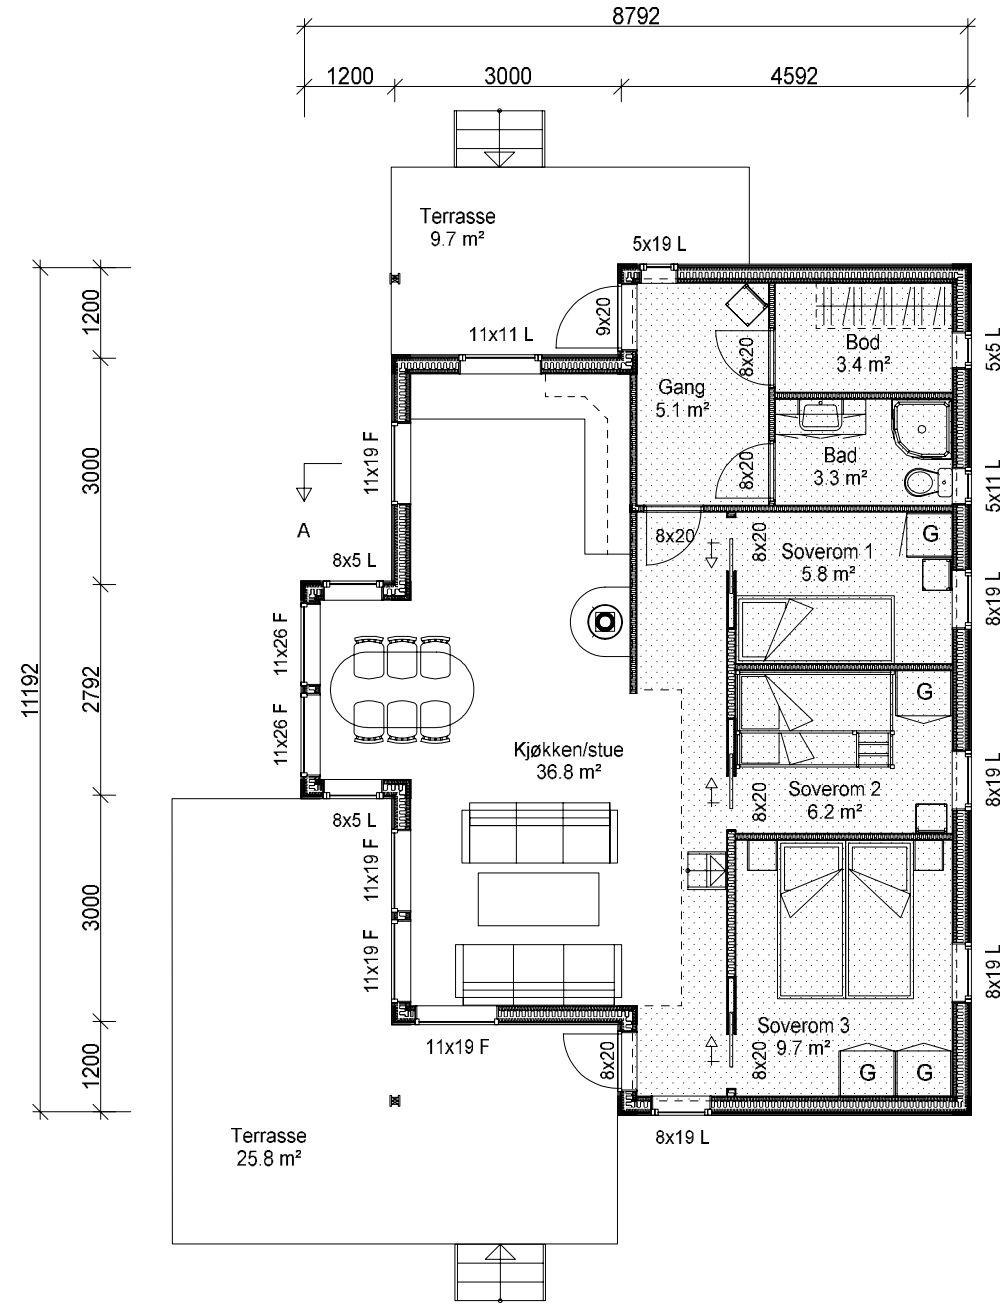 8792
1200 3000 4592
Terrasse
9.7 m²
5x19 L
1200
9x20
11x11 L
8x20
Bod
3.4 m²
5x5 L
Gang
5.1 m²
3000
11x19 F
8x20
Bad
3.3 m²
5x11 L
A
8x20
8x20
Soverom 1
5.8 m²
G
8x5 L
8x19 L
11x26 F
11192
2792
11x26 F
G
Kjøkken/stue
36.8 m²
Soverom 2
6.2 m²
8x20
8x19 L
8x5 L
11x19 F
3000
11x19 F
8x19 L
Soverom 3
9.7 m²
11x19 F
8x20
8x20
G
G
1200
Terrasse
25.8 m²
8x19 L